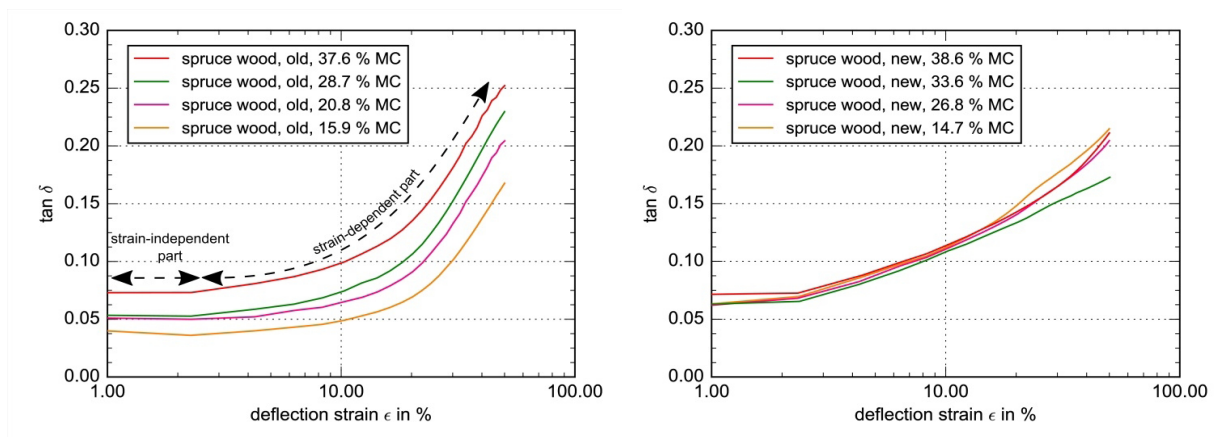 0.30
0.25
0.20
0.15
0.10
0.05
0.00
tan δ
spruce wood, old, 37.6 % MC
spruce wood, old, 28.7 % MC
spruce wood, old, 20.8 % MC
spruce wood, old, 15.9 % MC
strain-independent
part
strain-dependent part
1.00 10.00 100.00
deflection strain ϵ in %
0.30
0.25
0.20
0.15
0.10
0.05
0.00
tan δ
spruce wood, new, 38.6 % MC
spruce wood, new, 33.6 % MC
spruce wood, new, 26.8 % MC
spruce wood, new, 14.7 % MC
1.00 10.00 100.00
deflection strain ϵ in %